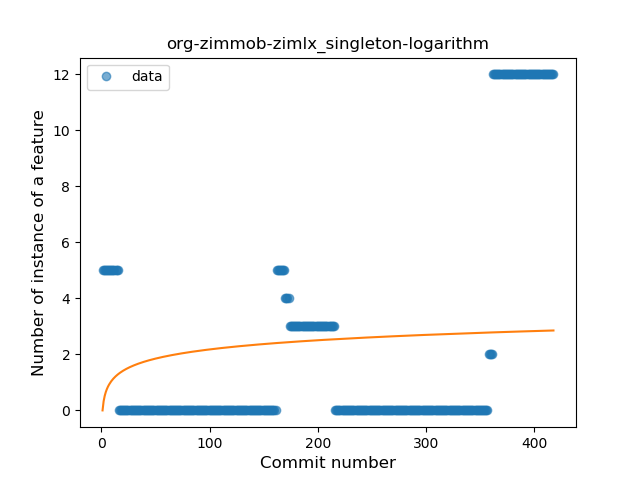 org-zimmob-zimlx_singleton-logarithm
data
Number of instance of a feature
12
10
8
6
4
2
0
0 100 200 300 400
Commit number